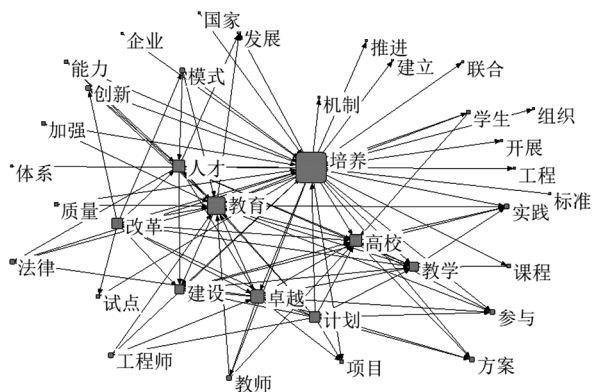 国家
企业
发展
推进
能力
模式
建立
联合
创新
机制
学生
组织
加强
开展
人才
培养
体系
工程
标准
质量
教育
实践
改革
高校
法律
教学
课程
试点
建设
卓越
计划
参与
工程师
项目
方案
教师